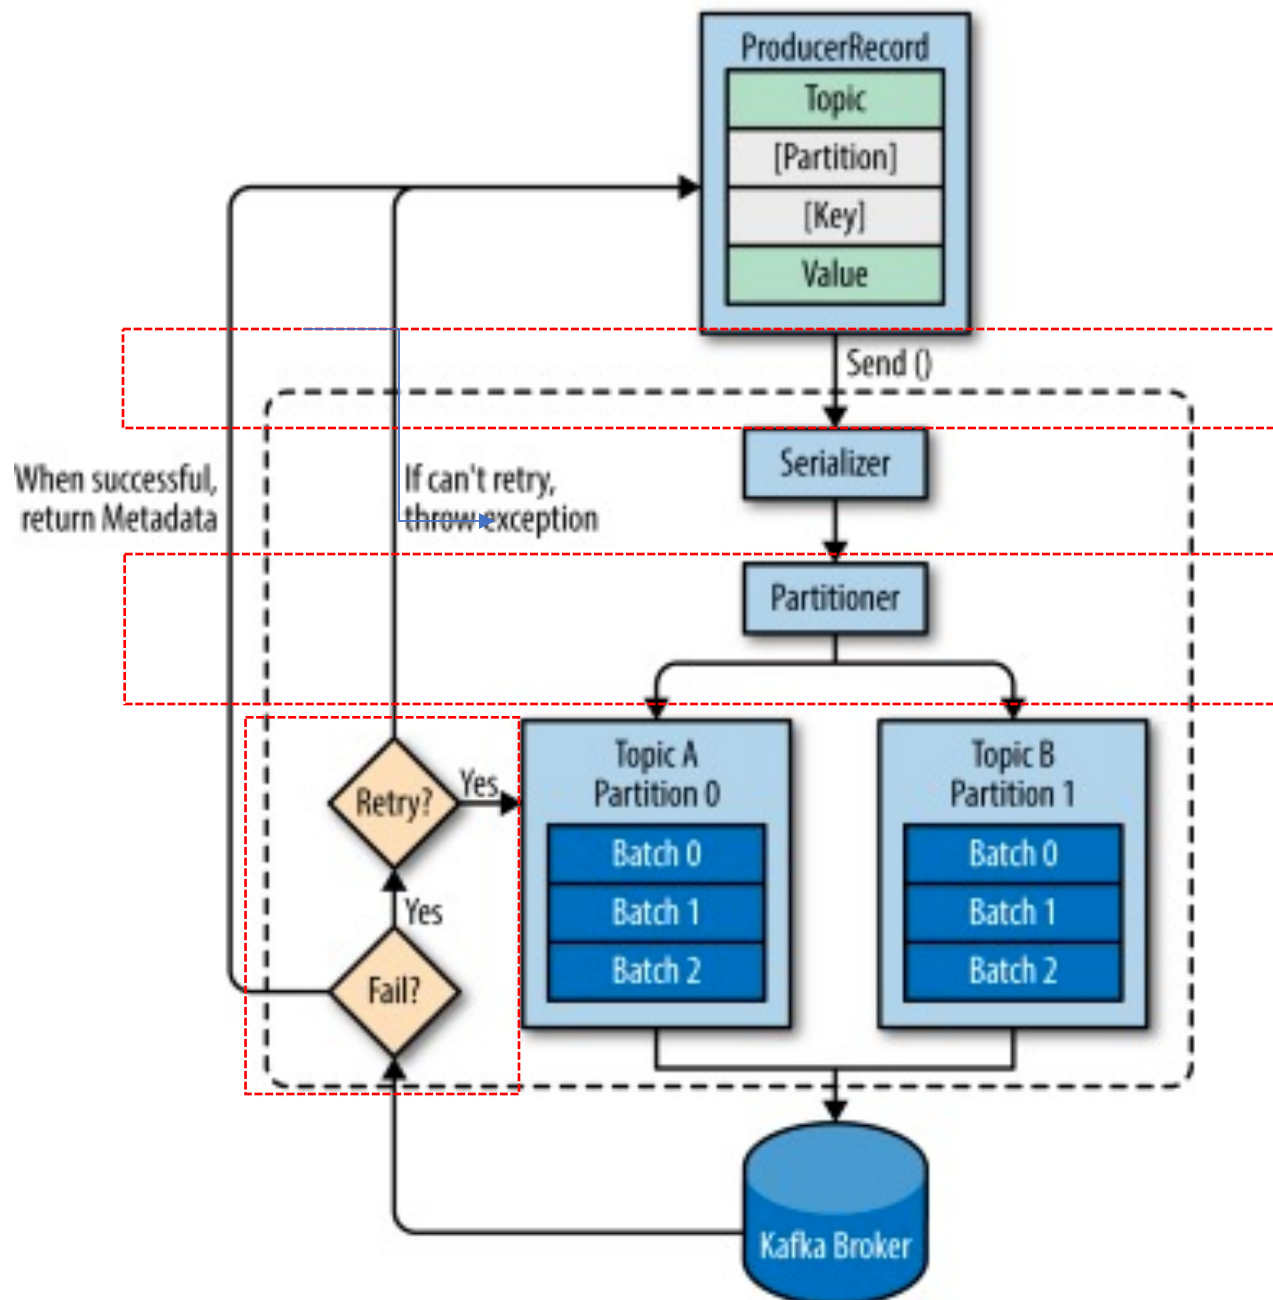 ProducerRecord
Topic
[Partition]
[Key]
Value
Send ()
Serializer
When successful,
return Metadata
If can't retry,
throw exception
Partitioner
Topic A
Partition 0
Batch 0
Batch 1
Batch 2
Topic B
Partition 1
Batch 0
Batch 1
Batch 2
Retry?
Yes
Yes
Fail?
Kafka Broker